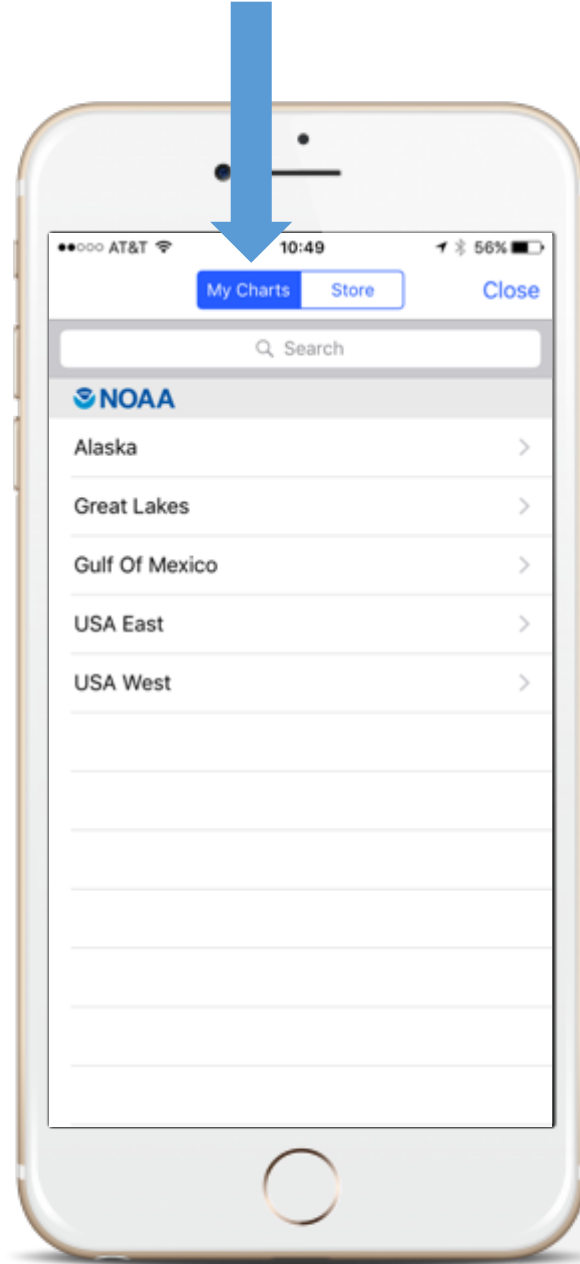 AT&T 10:49 56%
My Charts Store Close
Search
NOAA
Alaska
Great Lakes
Gulf Of Mexico
USA East
USA West